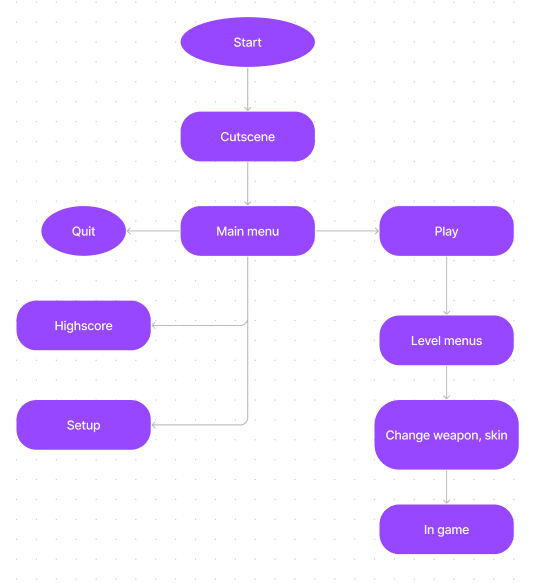 Start
Cutscene
Quit
Main menu
Play
Highscore
Level menus
Setup
Change weapon, skin
In game